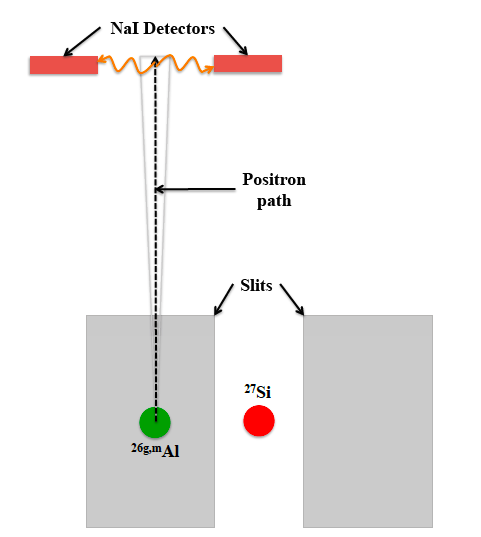 NaI Detectors
Positron
path
Slits
²⁷Si
²⁶ᵍ,ᵐAl